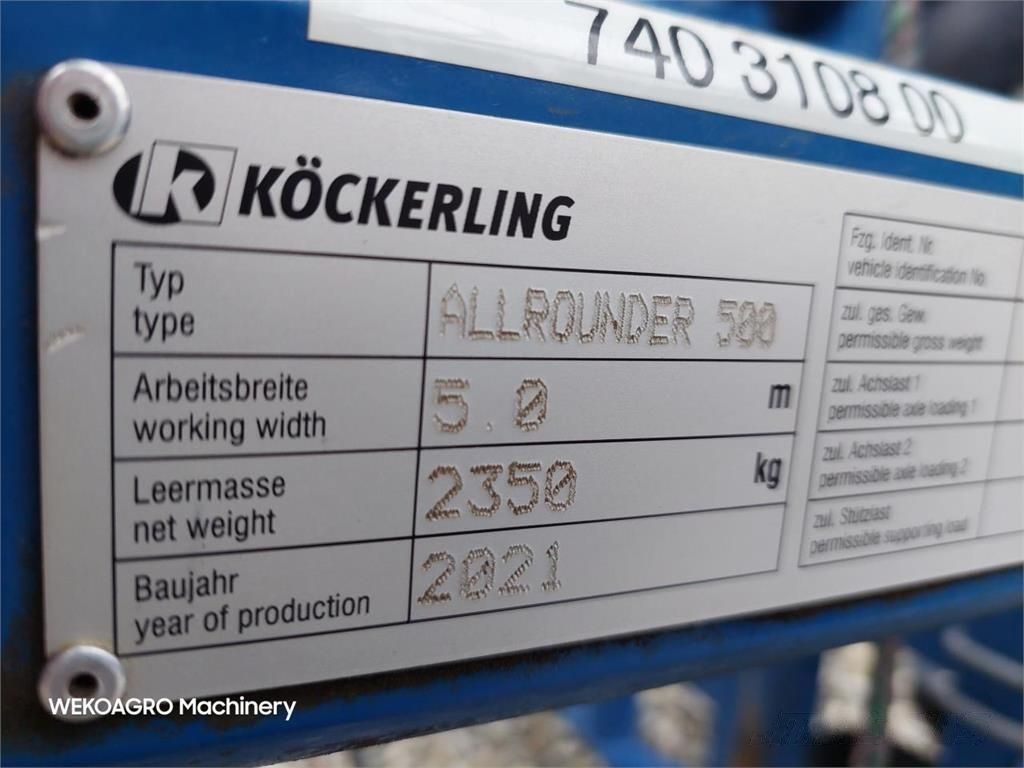 740 3108 00
K KÖCKERLING
Typ
type
ALLROUNDER 500
Arbeitsbreite
working width
5.0 m
Leermasse
net weight
2350 kg
Baujahr
year of production
2021
Fzg. Ident. Nr.
vehicle identification No.
zul. ges. Gew.
permissible gross weight
zul. Achslast 1
permissible axle loading 1
zul. Achslast 2
permissible axle loading 2
zul. Stützlast
permissible supporting load
WEKOAGRO Machinery